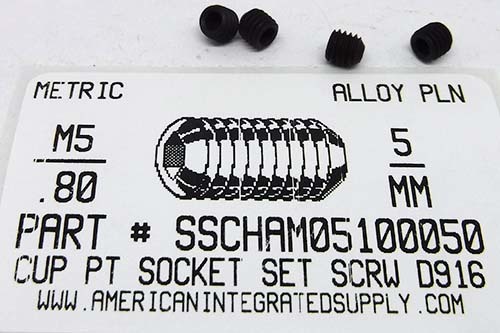 METRIC ALLOY PLN
M5 5
.80 MM
PART # SSCHAM05100050
CUP PT SOCKET SET SCRW D916
WWW.AMERICANINTEGRATEDSUPPLY.COM